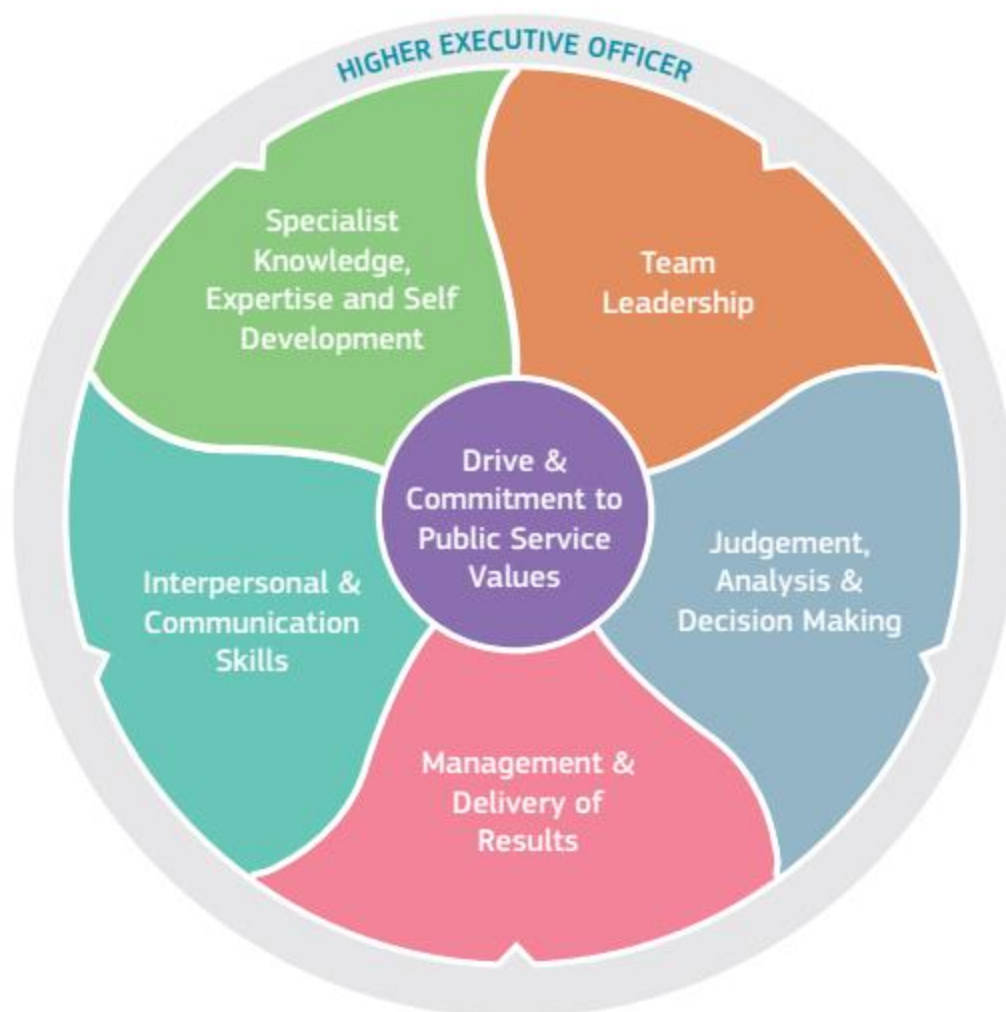 HIGHER EXECUTIVE OFFICER
Specialist
Knowledge,
Expertise and Self
Development
Team
Leadership
Drive &
Commitment to
Public Service
Values
Judgement,
Analysis &
Decision Making
Interpersonal &
Communication
Skills
Management &
Delivery of
Results